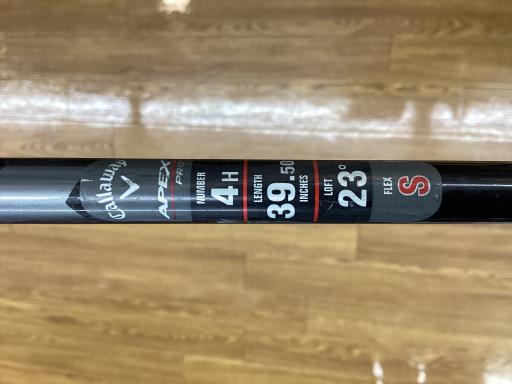 Callaway
APEX
PRO
NUMBER
4H
LENGTH
39.50
INCHES
LOFT
23°
FLEX
S